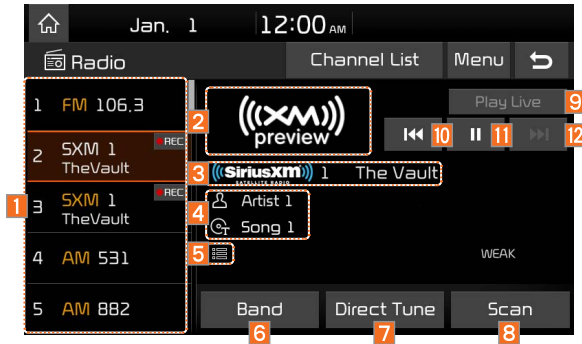 Jan. 1 12:00 AM
Radio Channel List Menu
1 FM 106.3
2 SXM 1 REC
TheVault
3 SXM 1 REC
TheVault
4 AM 531
5 AM 882
1
2
((XM))
preview
Play Live 9
10 11 12
3 ((SiriusXM)) 1 The Vault
SATELLITE RADIO
4 Artist 1
Song 1
5
WEAK
Band Direct Tune Scan
6 7 8